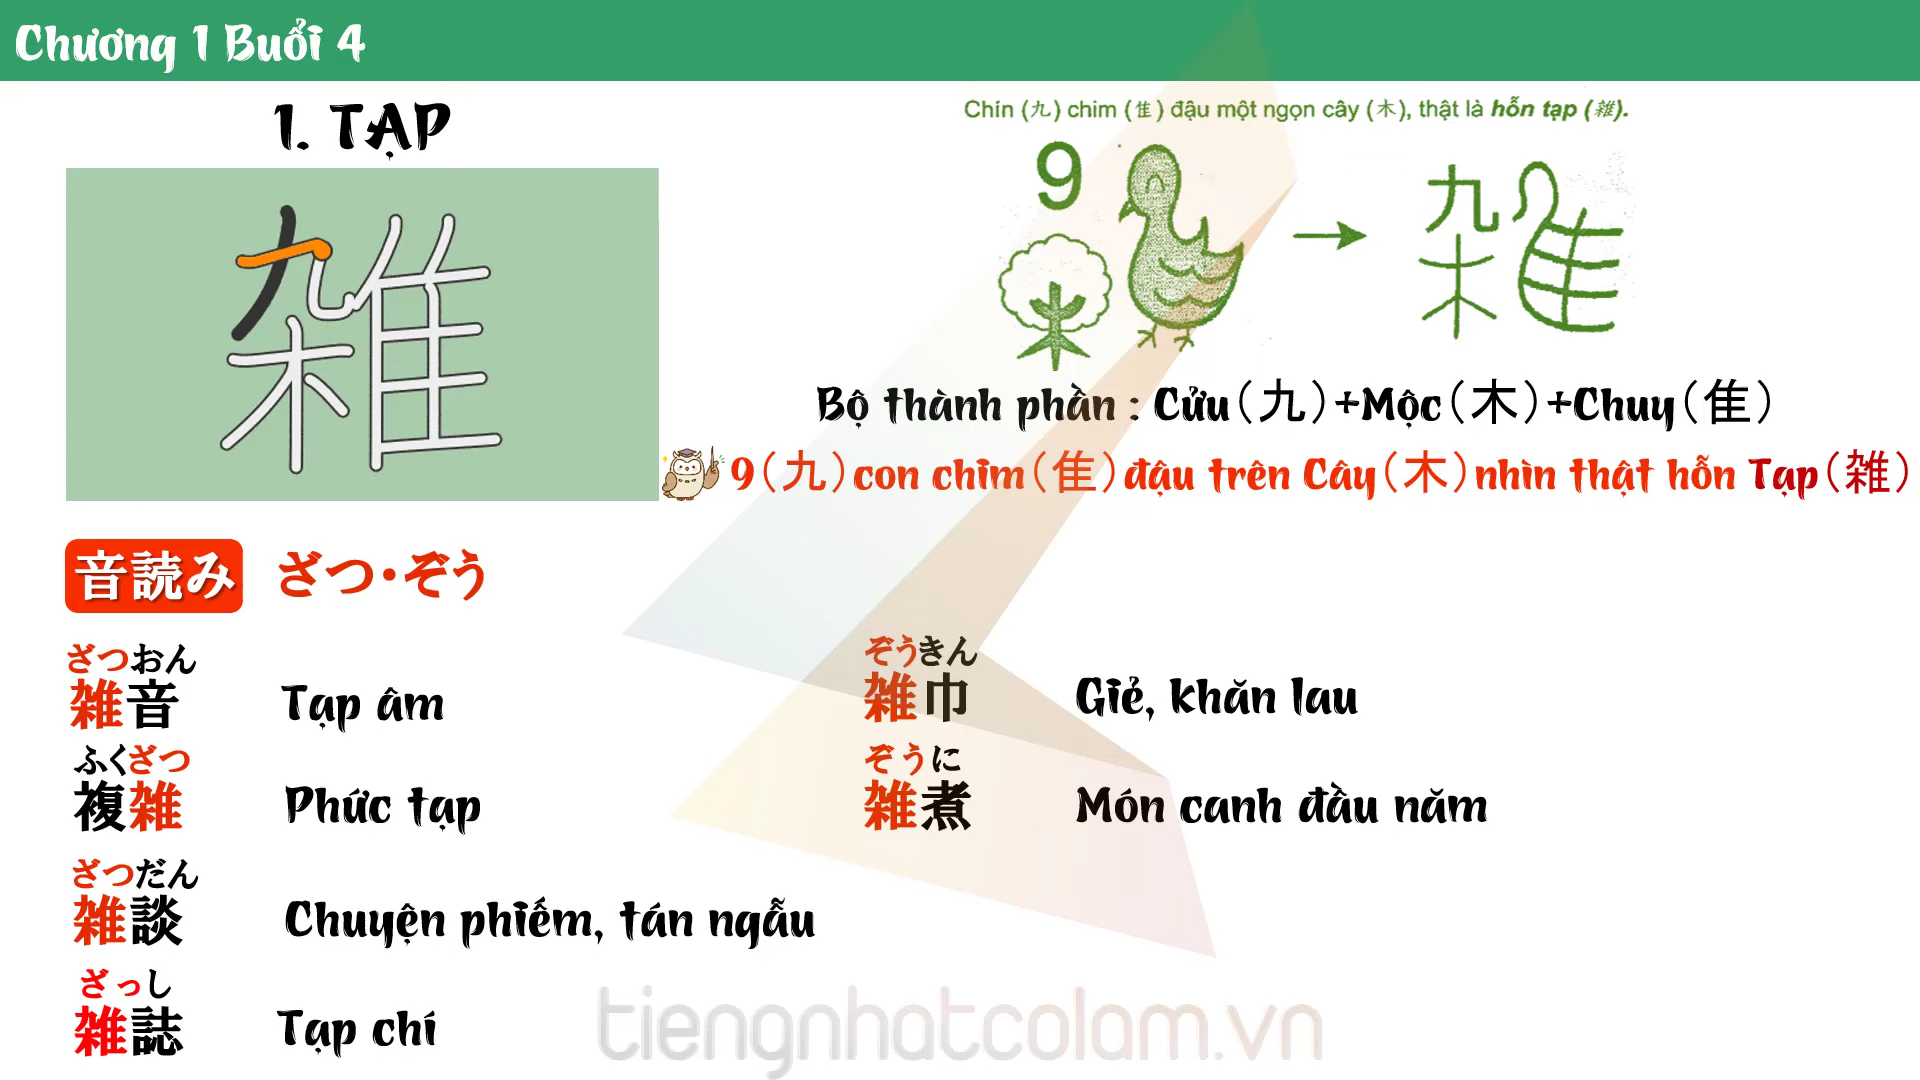 Chương 1 Buổi 4
1. TẠP
雑
Chín (九) chim (隹) đậu một ngọn cây (木), thật là hỗn tạp (雑).
9
雑
Bộ thành phần : Cửu（九）+Mộc（木）+Chuy（隹）
9（九）con chim（隹）đậu trên Cây（木）nhìn thật hỗn Tạp（雑）
音読み ざつ・ぞう
ざつおん
雑音 Tạp âm
ふくざつ
複雑 Phức tạp
ざつだん
雑談 Chuyện phiếm, tán ngẫu
ざっし
雑誌 Tạp chí
ぞうきん
雑巾 Giẻ, khăn lau
ぞうに
雑煮 Món canh đầu năm
tiengnhatcolam.vn